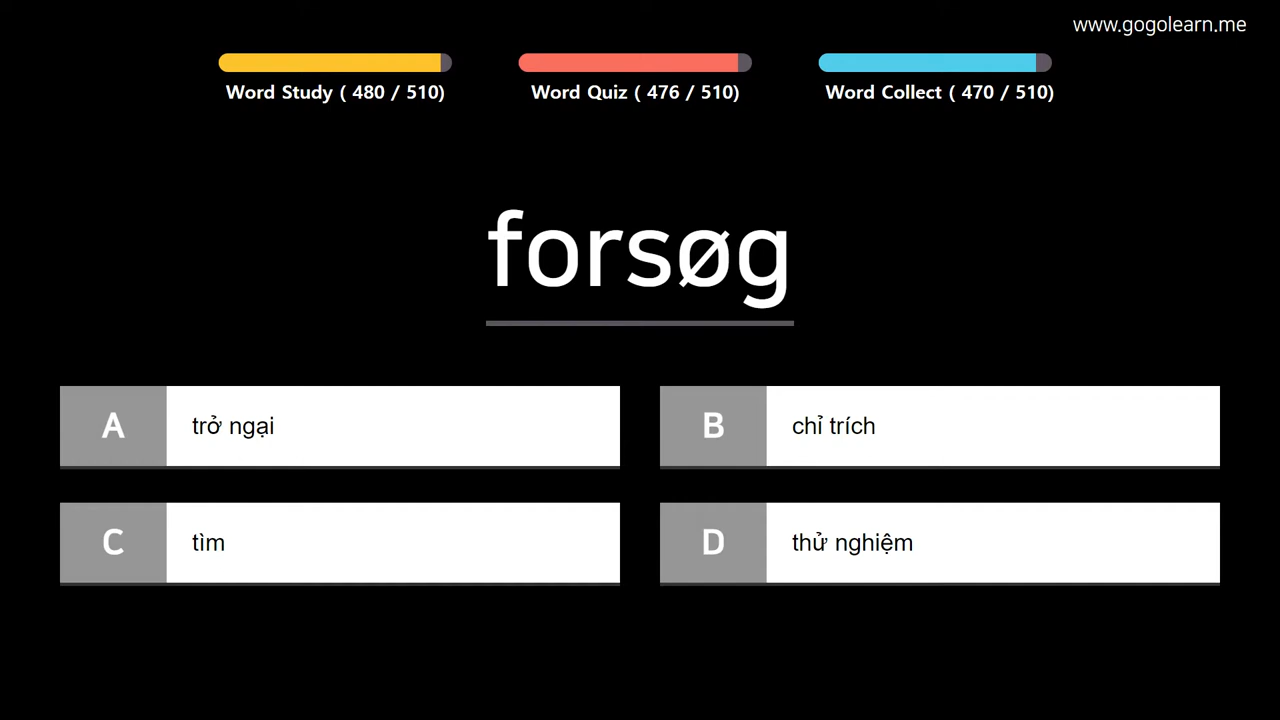 www.gogolearn.me
Word Study ( 480 / 510)
Word Quiz ( 476 / 510)
Word Collect ( 470 / 510)
forsøg
A trở ngại
B chỉ trích
C tìm
D thử nghiệm